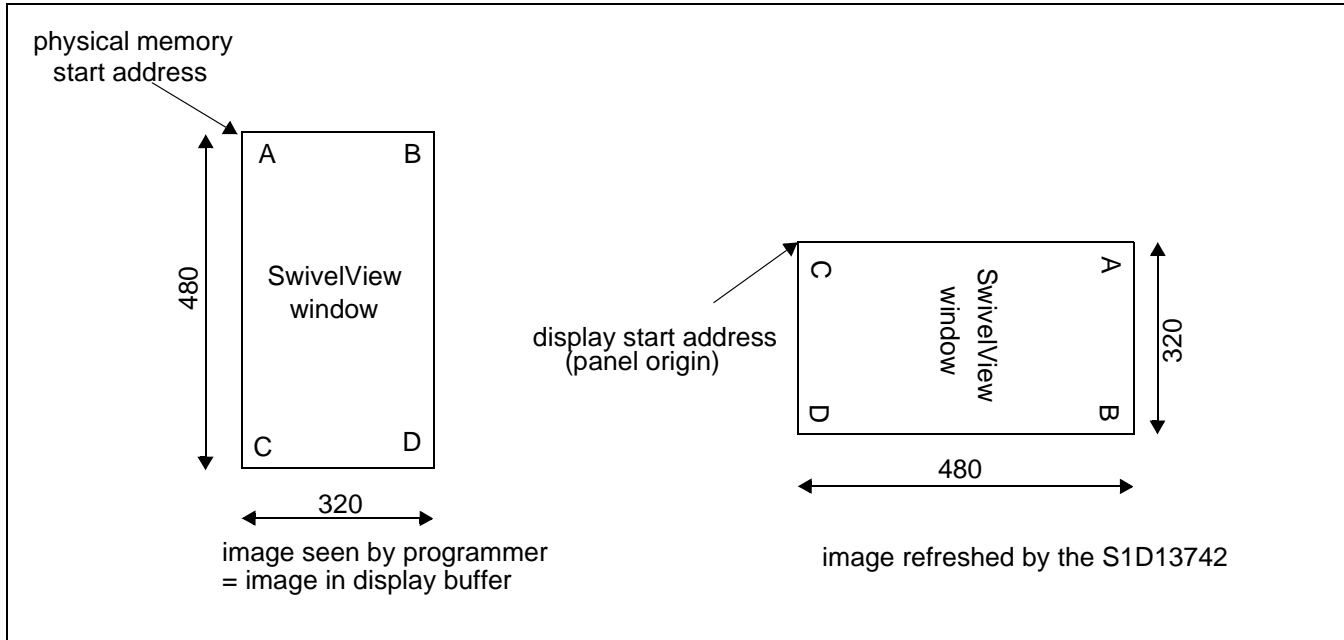 physical memory
start address
A B
480
SwivelView
window
C D
320
image seen by programmer
= image in display buffer
display start address
(panel origin)
C A
SwivelView
window
D B
320
480
image refreshed by the S1D13742